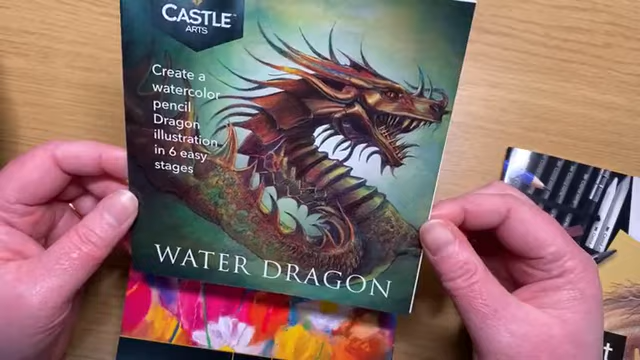 CASTLE
ARTS
Create a
watercolor
pencil
Dragon
illustration
in 6 easy
stages
WATER DRAGON